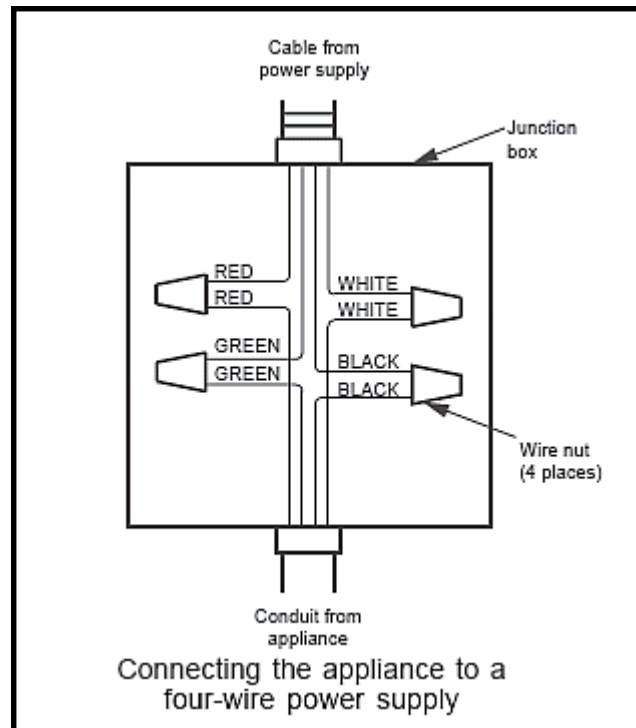 Cable from
power supply
Junction
box
RED
RED
WHITE
WHITE
GREEN
GREEN
BLACK
BLACK
Wire nut
(4 places)
Conduit from
appliance
Connecting the appliance to a
four-wire power supply